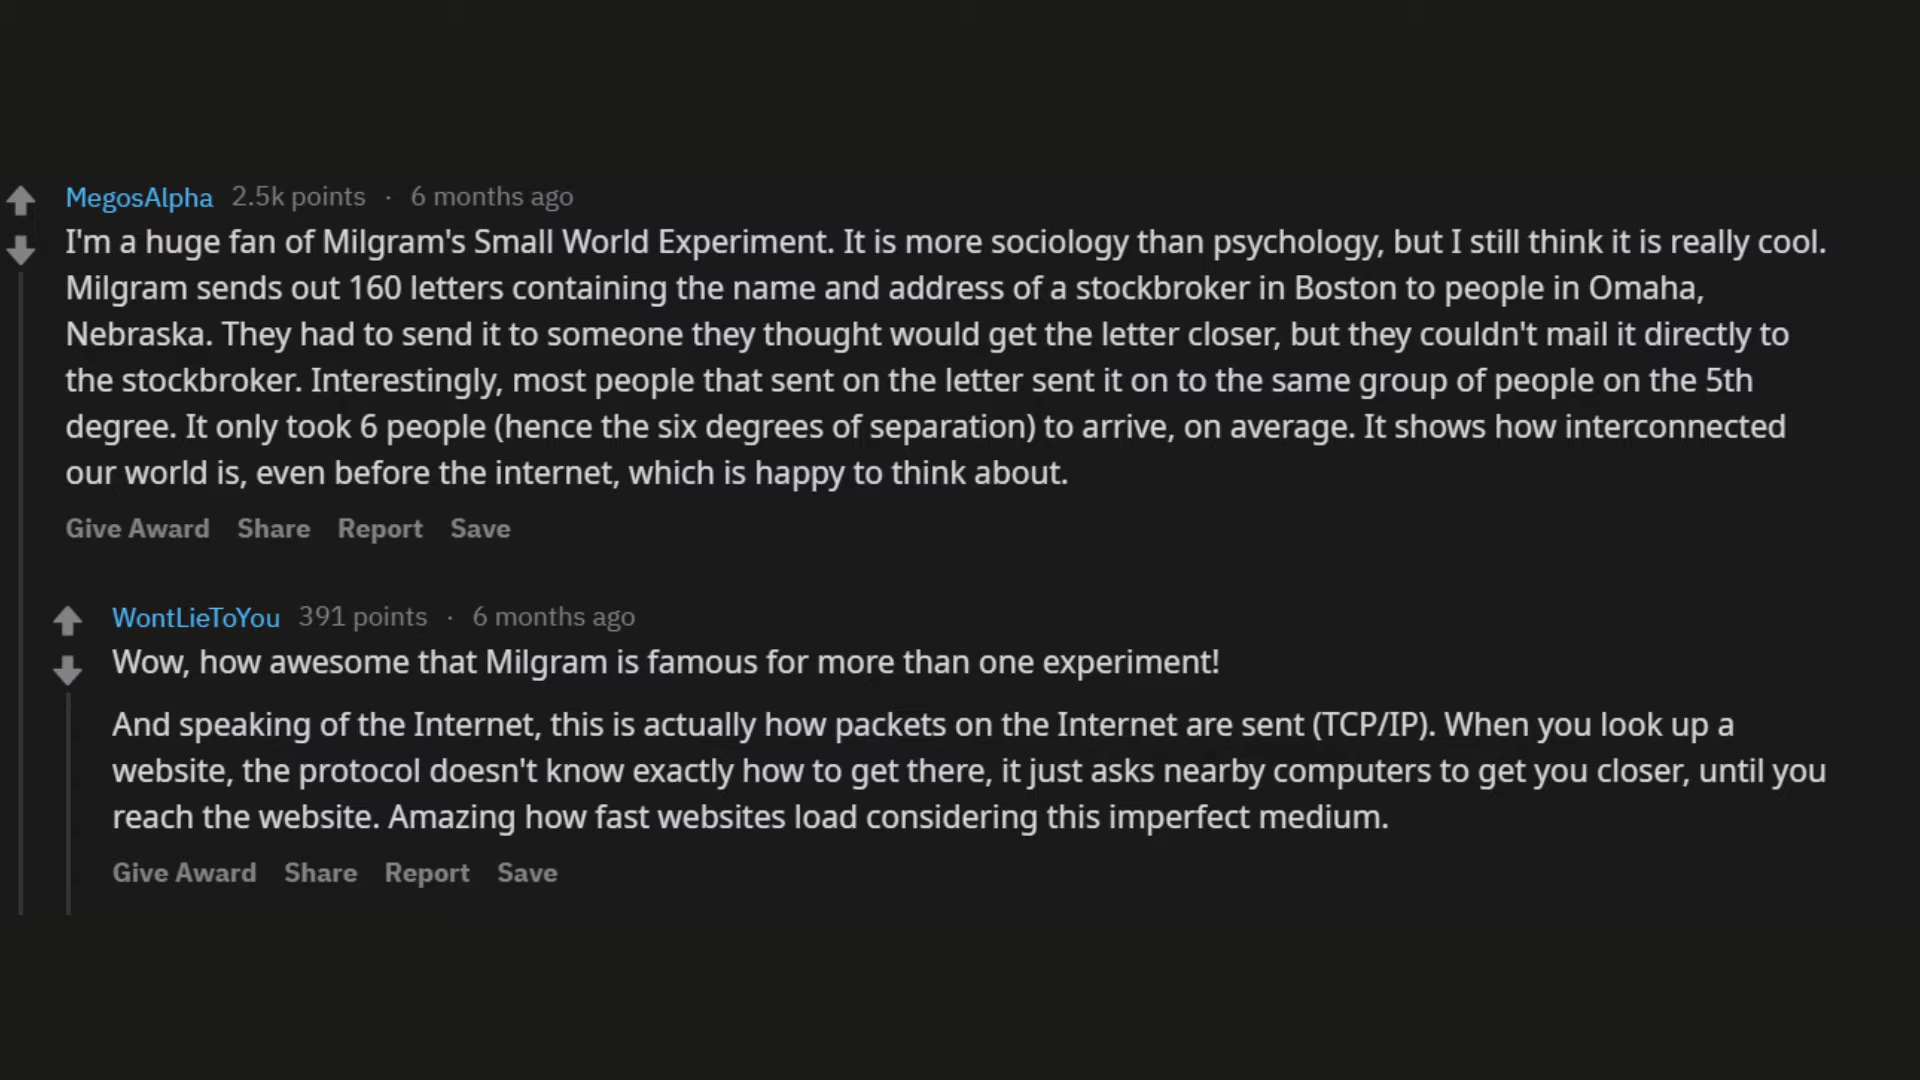 MegosAlpha 2.5k points · 6 months ago
I'm a huge fan of Milgram's Small World Experiment. It is more sociology than psychology, but I still think it is really cool.
Milgram sends out 160 letters containing the name and address of a stockbroker in Boston to people in Omaha,
Nebraska. They had to send it to someone they thought would get the letter closer, but they couldn't mail it directly to
the stockbroker. Interestingly, most people that sent on the letter sent it on to the same group of people on the 5th
degree. It only took 6 people (hence the six degrees of separation) to arrive, on average. It shows how interconnected
our world is, even before the internet, which is happy to think about.
Give Award Share Report Save
WontLieToYou 391 points · 6 months ago
Wow, how awesome that Milgram is famous for more than one experiment!
And speaking of the Internet, this is actually how packets on the Internet are sent (TCP/IP). When you look up a
website, the protocol doesn't know exactly how to get there, it just asks nearby computers to get you closer, until you
reach the website. Amazing how fast websites load considering this imperfect medium.
Give Award Share Report Save